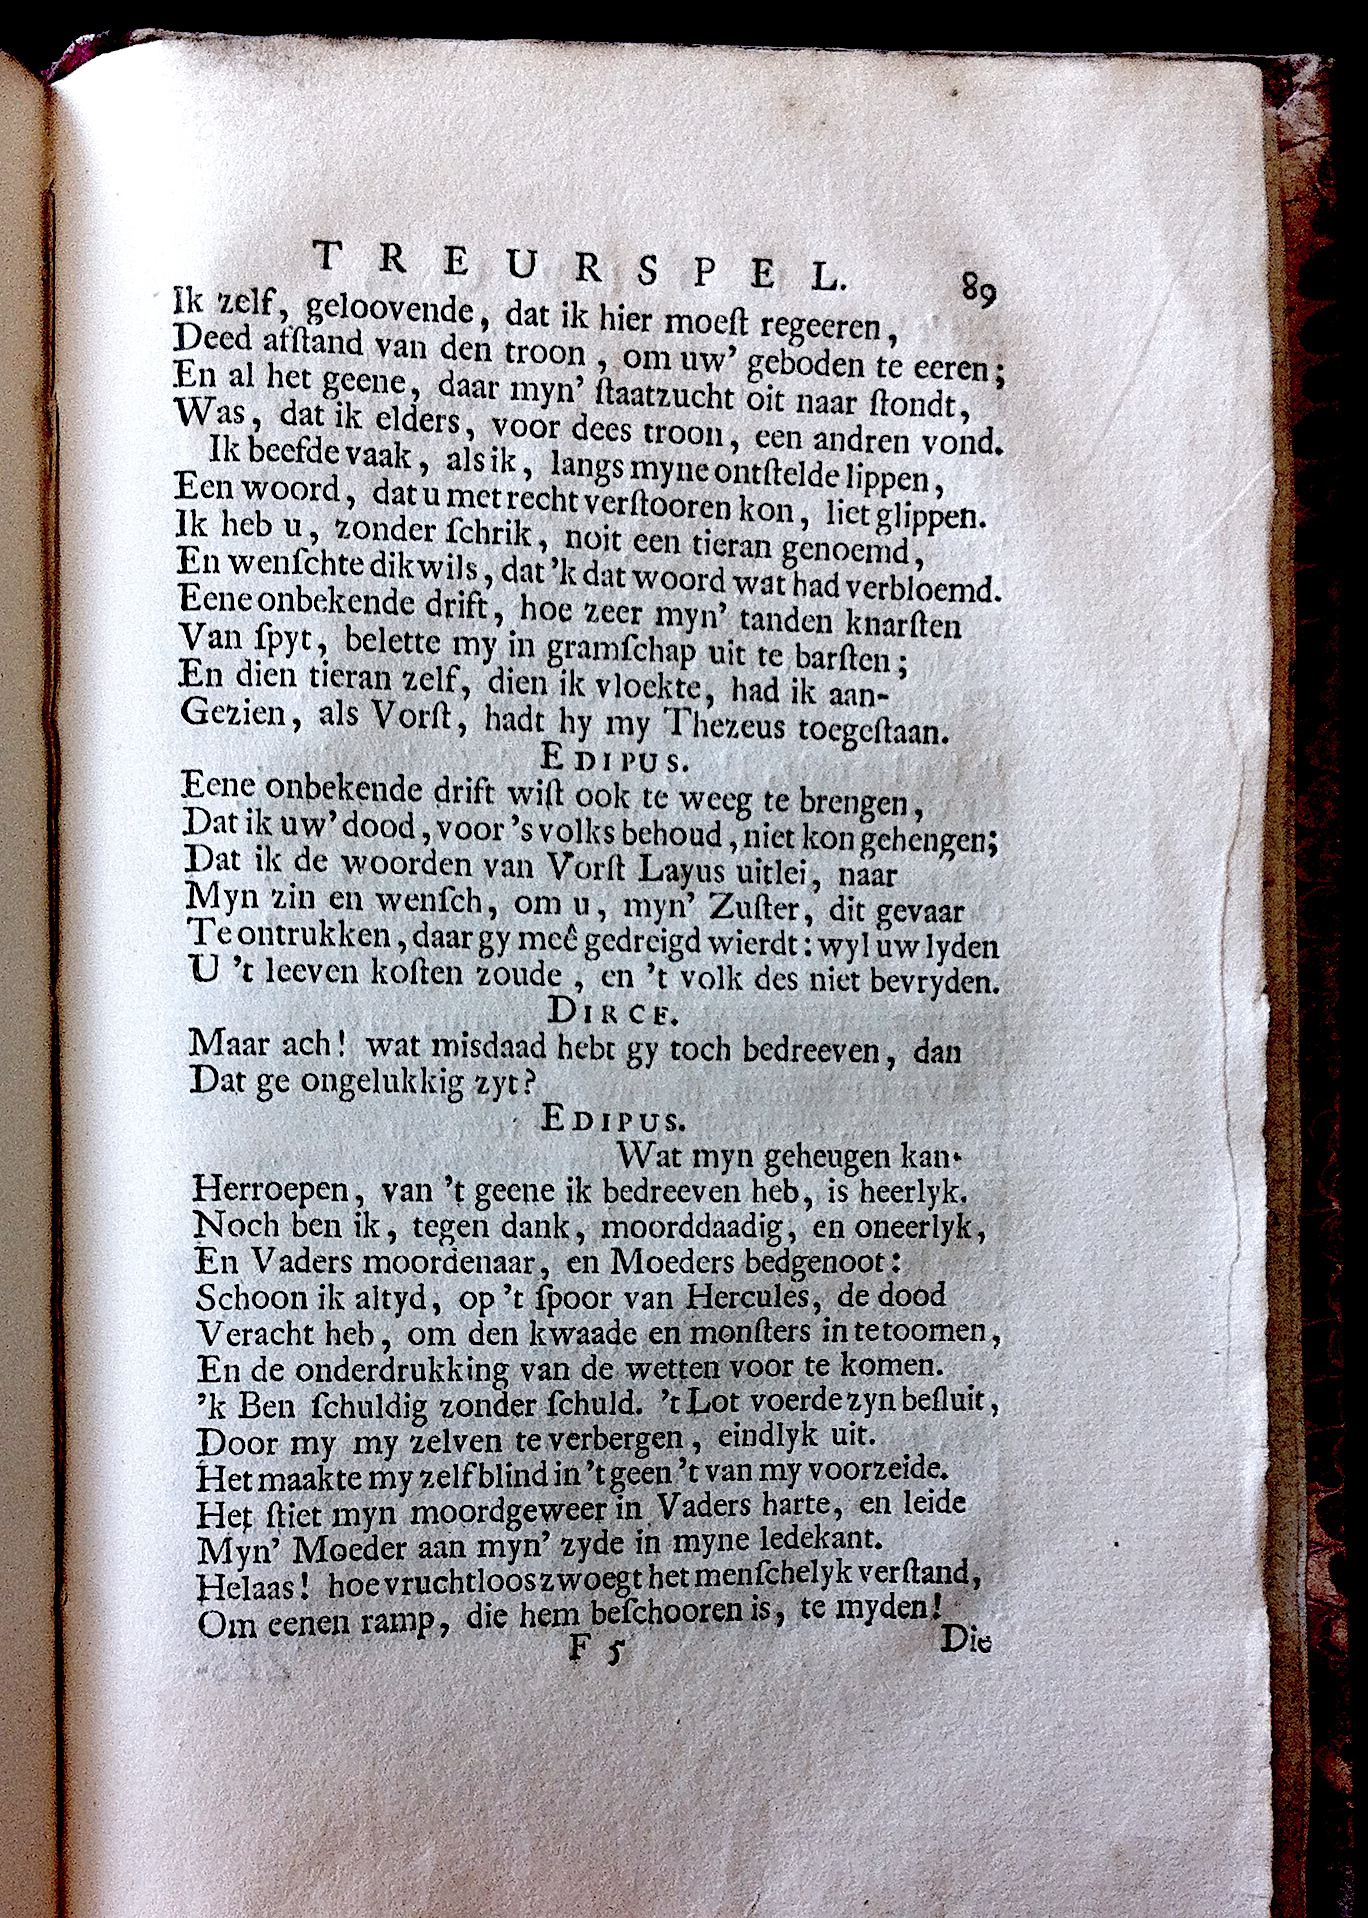 TREURSPEL. 89
Ik zelf, geloovende, dat ik hier moeſt regeeren,
Deed afſtand van den troon, om uw' geboden te eeren;
En al het geene, daar myn' ſtaatzucht oit naar ſtondt,
Was, dat ik elders, voor dees troon, een andren vond.
Ik beefde vaak, als ik, langs myne ontſtelde lippen,
Een woord, dat u met recht verſtooren kon, liet glippen.
Ik heb u, zonder ſchrik, noit een tieran genoemd,
En wenſchte dikwils, dat 'k dat woord wat had verbloemd.
Eene onbekende drift, hoe zeer myn' tanden knarſten
Van ſpyt, belette my in gramſchap uit te barſten;
En dien tieran zelf, dien ik vloekte, had ik aan-
Gezien, als Vorſt, hadt hy my Thezeus toegeſtaan.
EDIPUS.
Eene onbekende drift wiſt ook te weeg te brengen,
Dat ik uw' dood, voor 's volks behoud, niet kon gehengen;
Dat ik de woorden van Vorſt Layus uitlei, naar
Myn zin en wenſch, om u, myn' Zuſter, dit gevaar
Te ontrukken, daar gy meê gedreigd wierdt: wyl uw lyden
U 't leeven koſten zoude, en 't volk des niet bevryden.
DIRCE.
Maar ach! wat misdaad hebt gy toch bedreeven, dan
Dat ge ongelukkig zyt?
EDIPUS.
Wat myn geheugen kan
Herroepen, van 't geene ik bedreeven heb, is heerlyk.
Noch ben ik, tegen dank, moorddaadig, en oneerlyk,
En Vaders moordenaar, en Moeders bedgenoot:
Schoon ik altyd, op 't ſpoor van Hercules, de dood
Veracht heb, om den kwaade en monſters in te toomen,
En de onderdrukking van de wetten voor te komen.
'k Ben ſchuldig zonder ſchuld. 't Lot voerde zyn beſluit,
Door my my zelven te verbergen, eindlyk uit.
Het maakte my zelf blind in 't geen 't van my voorzeide.
Het ſtiet myn moordgeweer in Vaders harte, en leide
Myn' Moeder aan myn' zyde in myne ledekant.
Helaas! hoe vruchtloos zwoegt het menſchelyk verſtand,
Om eenen ramp, die hem beſchooren is, te myden!
F 5 Die